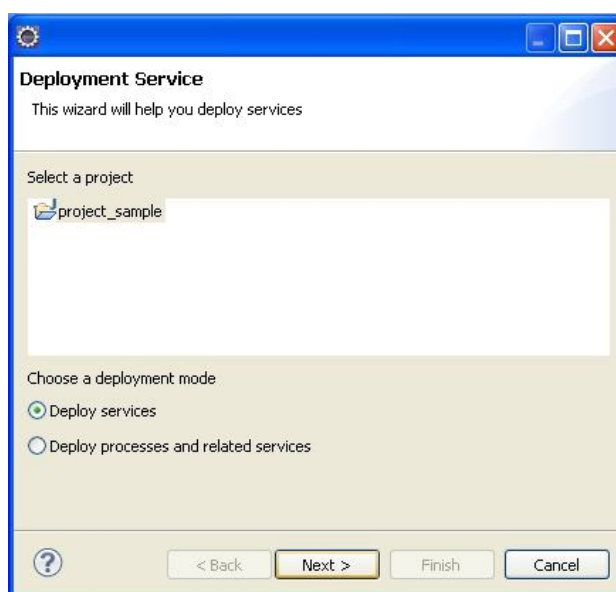 Deployment Service
This wizard will help you deploy services
Select a project
project_sample
Choose a deployment mode
Deploy services
Deploy processes and related services
< Back Next > Finish Cancel